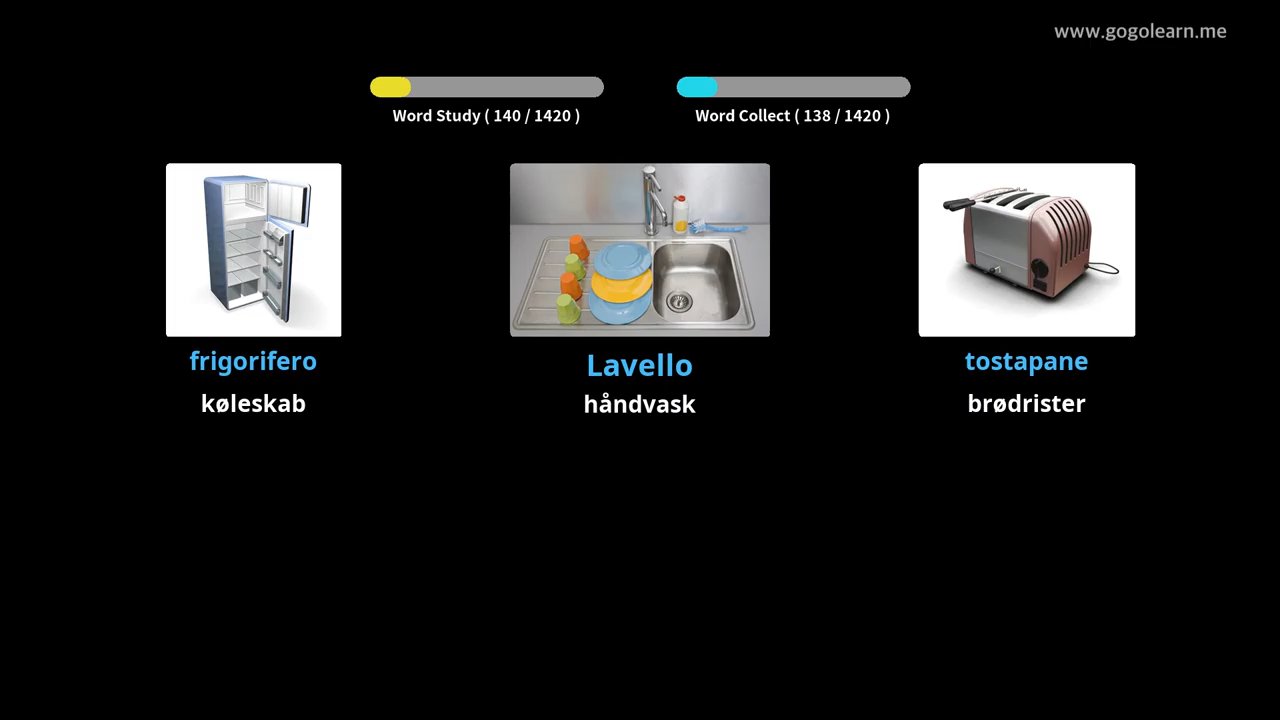 www.gogolearn.me
Word Study ( 140 / 1420 )
Word Collect ( 138 / 1420 )
frigorifero
Lavello
tostapane
køleskab
håndvask
brødrister